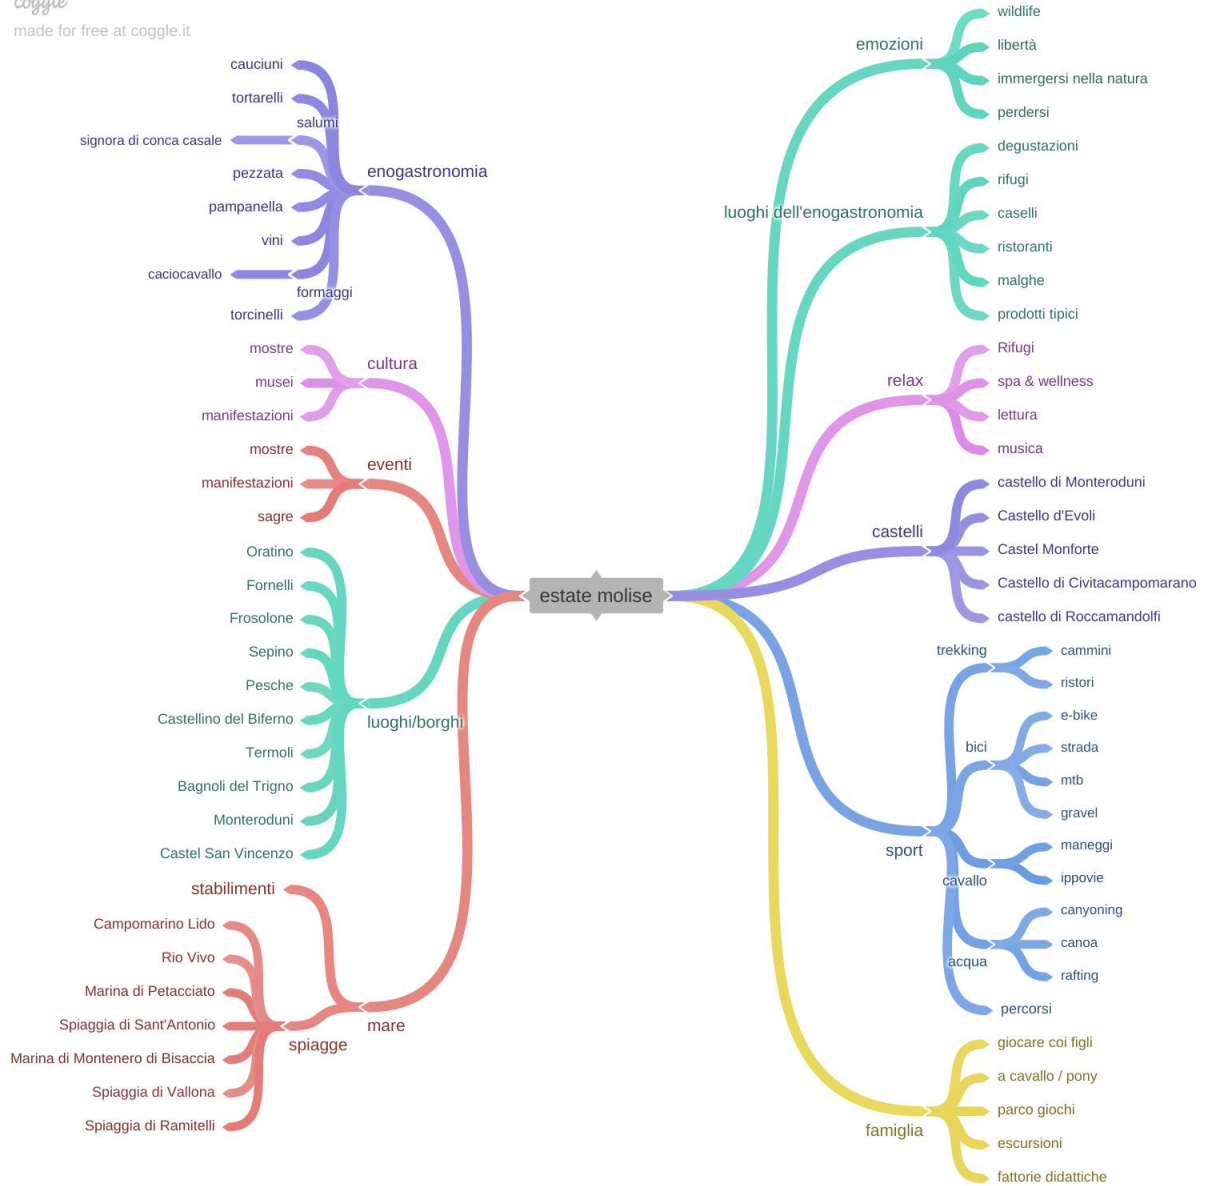 coggle
made for free at coggle.it
estate molise
enogastronomia
cauciuni
tortarelli
salumi
signora di conca casale
pezzata
pampanella
vini
formaggi
caciocavallo
torcinelli
cultura
mostre
musei
manifestazioni
eventi
mostre
manifestazioni
sagre
luoghi/borghi
Oratino
Fornelli
Frosolone
Sepino
Pesche
Castellino del Biferno
Termoli
Bagnoli del Trigno
Monteroduni
Castel San Vincenzo
mare
stabilimenti
spiagge
Campomarino Lido
Rio Vivo
Marina di Petacciato
Spiaggia di Sant'Antonio
Marina di Montenero di Bisaccia
Spiaggia di Vallona
Spiaggia di Ramitelli
emozioni
wildlife
libertà
immergersi nella natura
perdersi
luoghi dell'enogastronomia
degustazioni
rifugi
caselli
ristoranti
malghe
prodotti tipici
relax
Rifugi
spa & wellness
lettura
musica
castelli
castello di Monteroduni
Castello d'Evoli
Castel Monforte
Castello di Civitacampomarano
castello di Roccamandolfi
sport
trekking
cammini
ristori
bici
e-bike
strada
mtb
gravel
cavallo
maneggi
ippovie
acqua
canyoning
canoa
rafting
percorsi
famiglia
giocare coi figli
a cavallo / pony
parco giochi
escursioni
fattorie didattiche